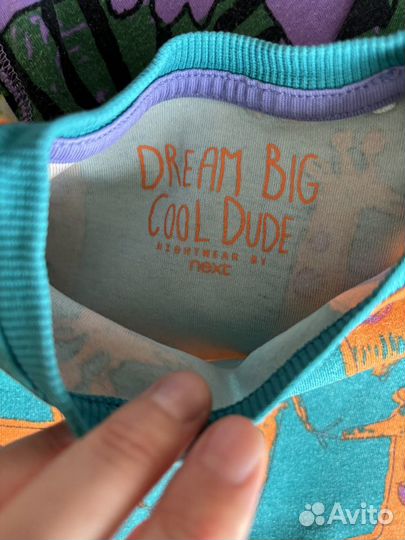 DREAM BIG
COOL DUDE
NIGHTWEAR BY
next
Avito